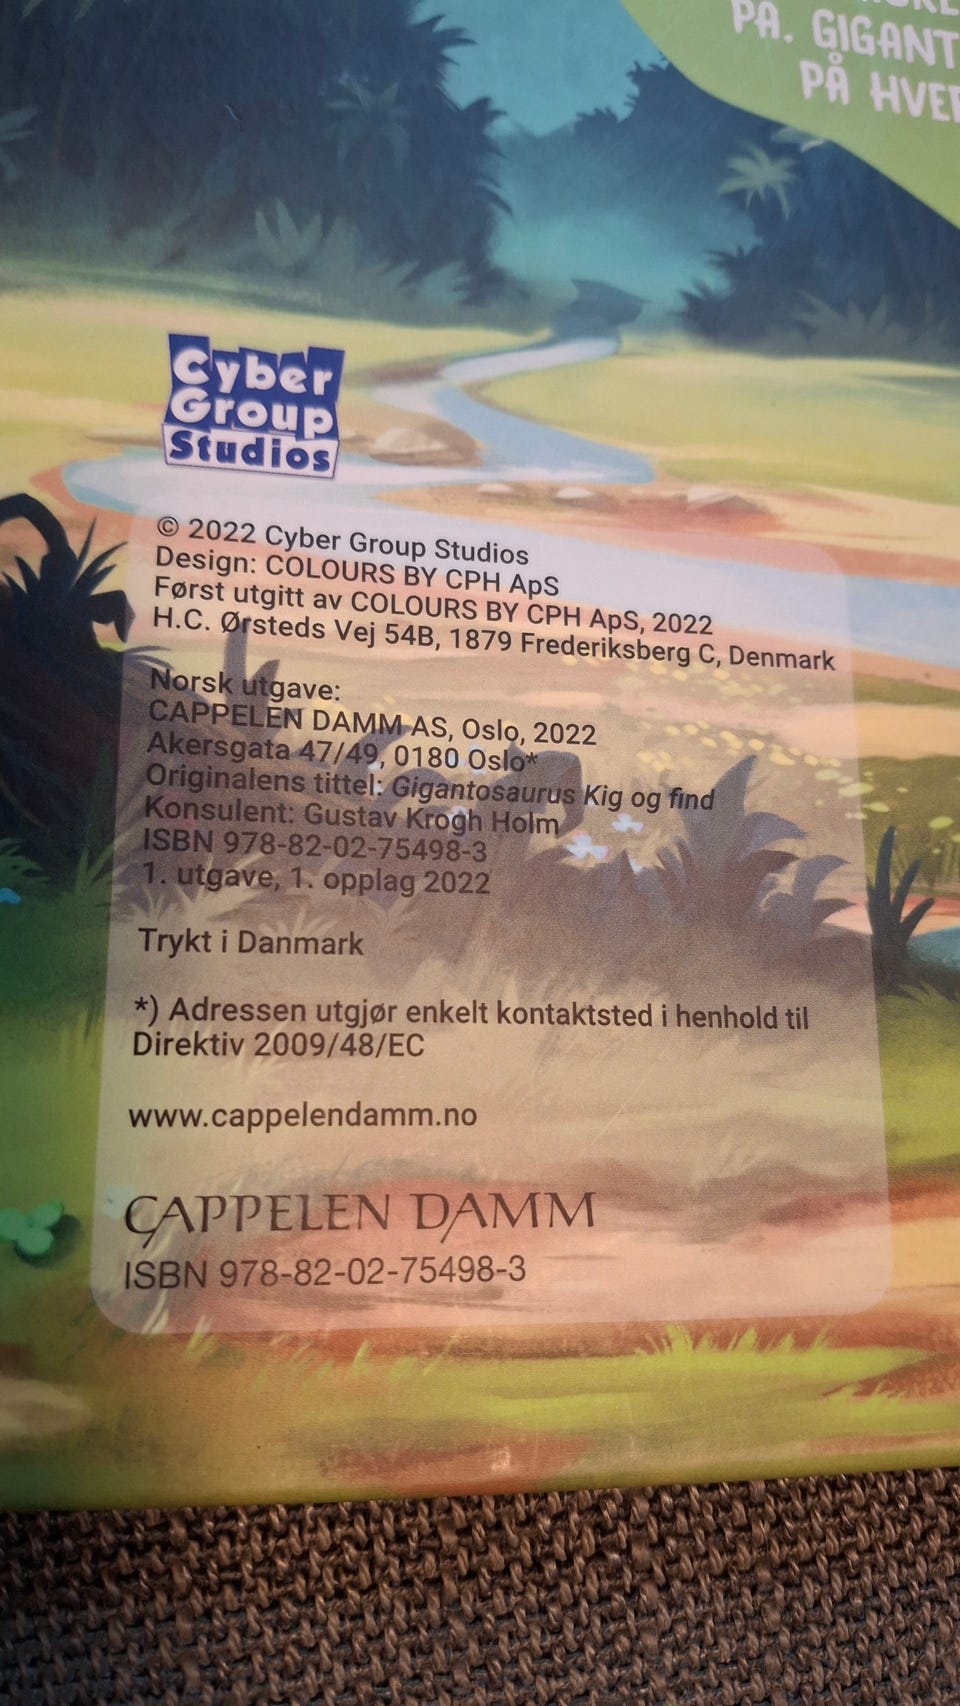 PÅ. GIGANT
PÅ HVER
Cyber
Group
Studios
© 2022 Cyber Group Studios
Design: COLOURS BY CPH ApS
Først utgitt av COLOURS BY CPH ApS, 2022
H.C. Ørsteds Vej 54B, 1879 Frederiksberg C, Denmark
Norsk utgave:
CAPPELEN DAMM AS, Oslo, 2022
Akersgata 47/49, 0180 Oslo*
Originalens tittel: Gigantosaurus Kig og find
Konsulent: Gustav Krogh Holm
ISBN 978-82-02-75498-3
1. utgave, 1. opplag 2022
Trykt i Danmark
*) Adressen utgjør enkelt kontaktsted i henhold til
Direktiv 2009/48/EC
www.cappelendamm.no
CAPPELEN DAMM
ISBN 978-82-02-75498-3